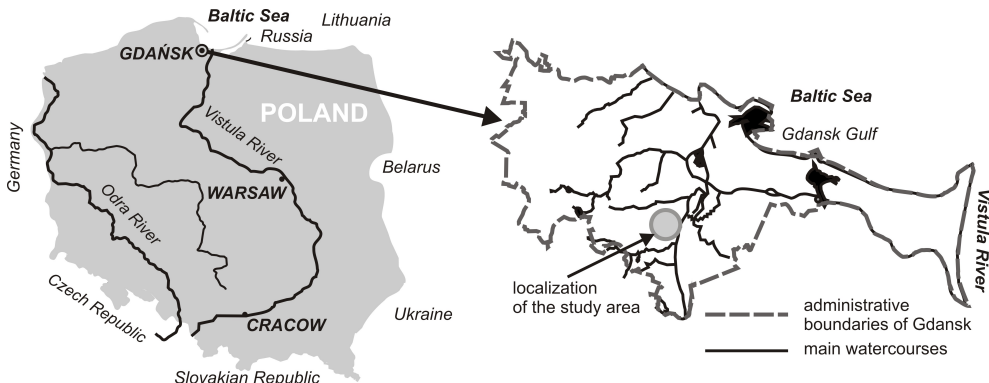 Baltic Sea
Lithuania
Russia
GDAŃSK
POLAND
Vistula River
Germany
Belarus
WARSAW
Odra River
Czech Republic
CRACOW
Ukraine
Slovakian Republic
Baltic Sea
Gdansk Gulf
Vistula River
localization
of the study area
administrative
boundaries of Gdansk
main watercourses